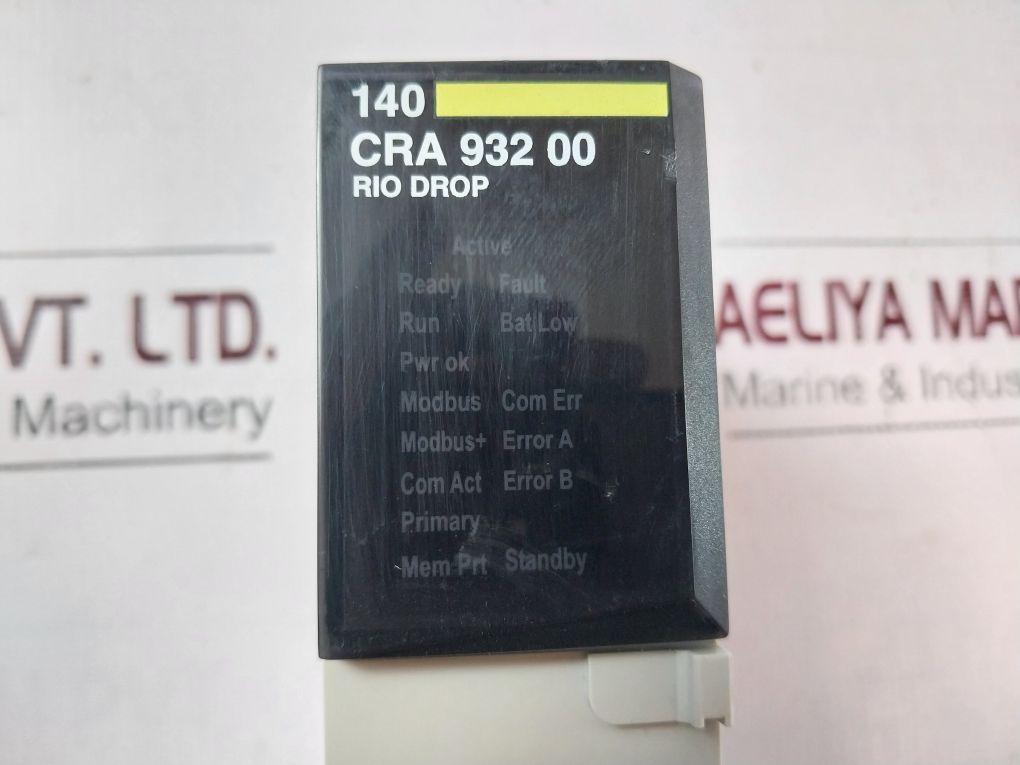 140
CRA 932 00
RIO DROP
Active
Ready Fault
Run Bat Low
Pwr ok
Modbus Com Err
Modbus+ Error A
Com Act Error B
Primary
Mem Prt Standby
VT. LTD.
Machinery
AELIYA MA
Marine & Indus